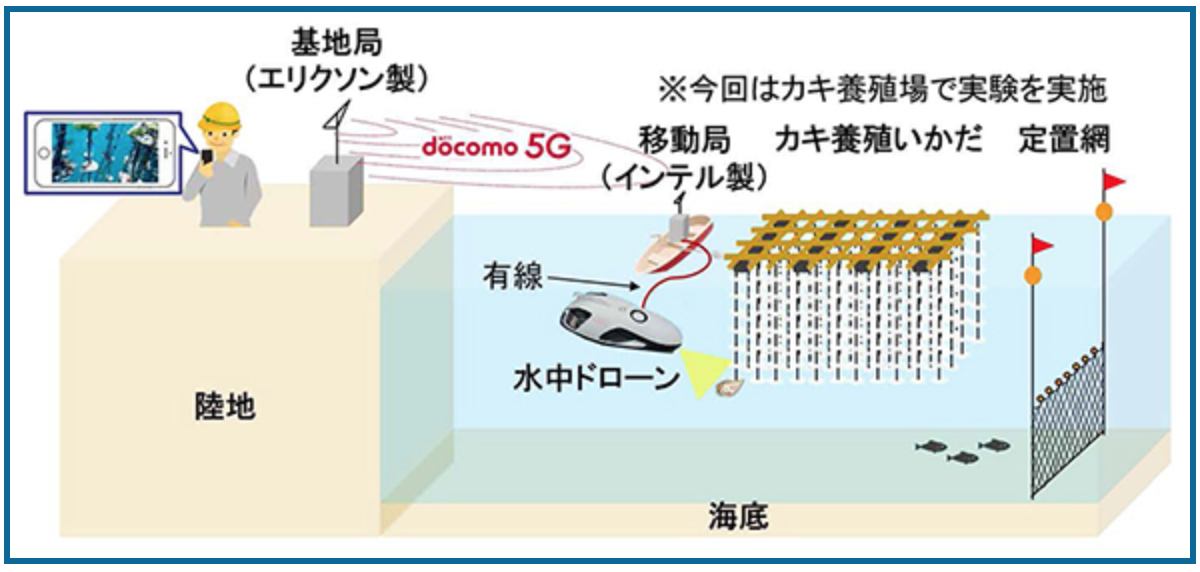 基地局
（エリクソン製）
※今回はカキ養殖場で実験を実施
docomo 5G
移動局
（インテル製）
カキ養殖いかだ
定置網
有線
水中ドローン
陸地
海底